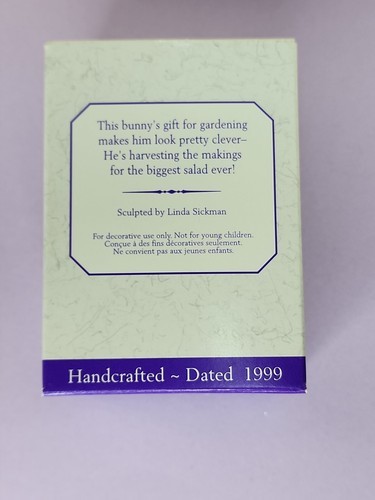 This bunny's gift for gardening
makes him look pretty clever–
He's harvesting the makings
for the biggest salad ever!
Sculpted by Linda Sickman
For decorative use only. Not for young children.
Conçue à des fins décoratives seulement.
Ne convient pas aux jeunes enfants.
Handcrafted ~ Dated 1999